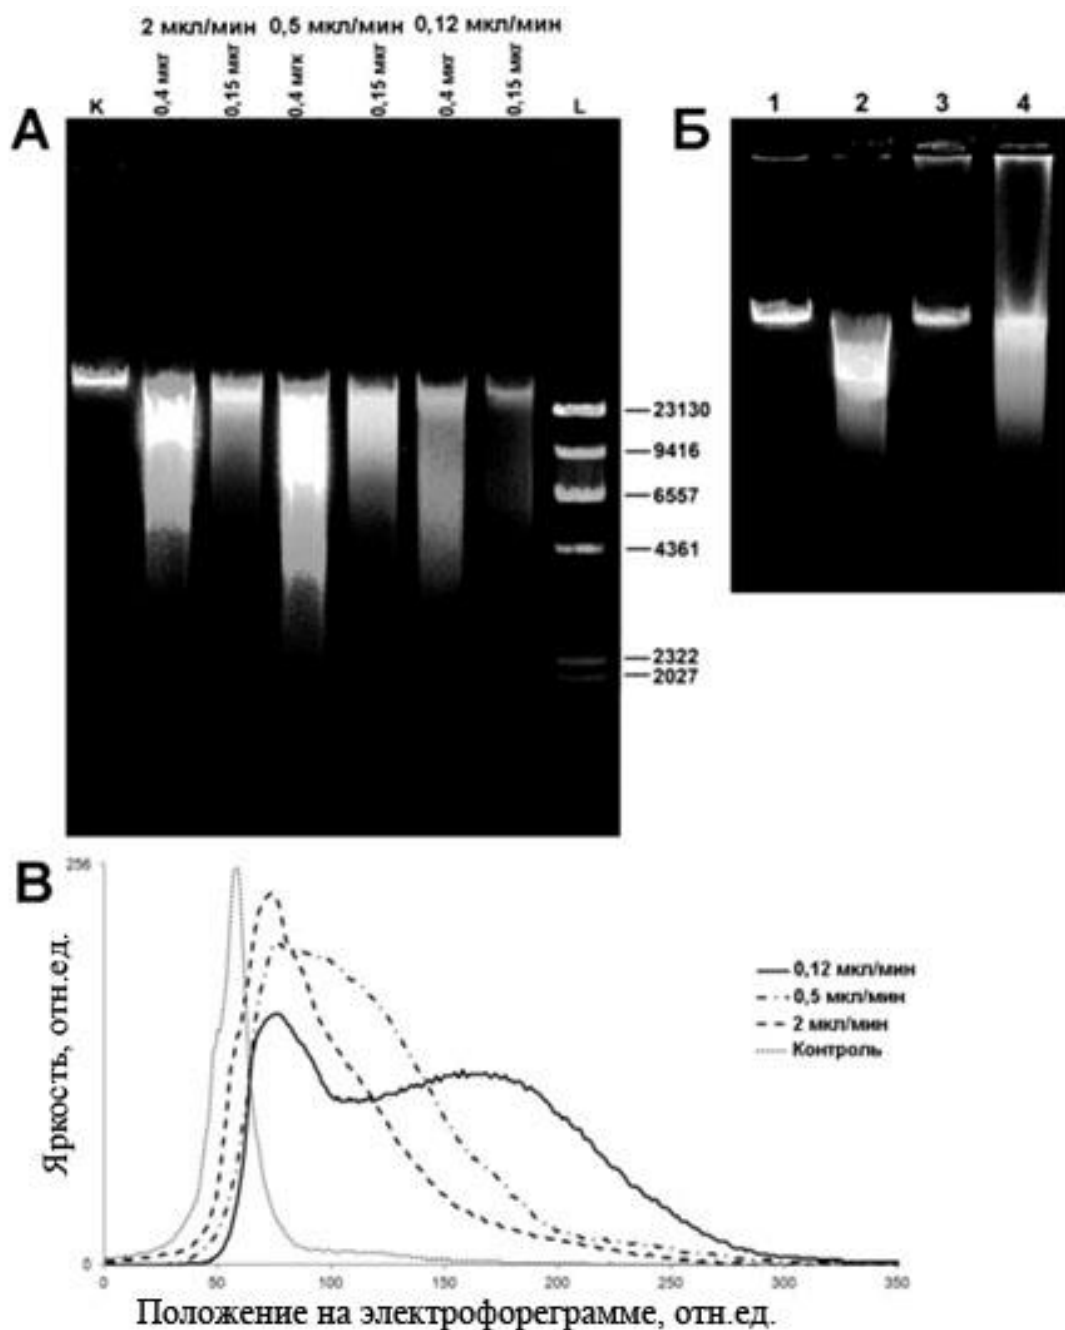 2 мкл/мин 0,5 мкл/мин 0,12 мкл/мин
K 0,4 мкг 0,15 мкг 0,4 мгк 0,15 мкг 0,4 мкг 0,15 мкг L
А
23130
9416
6557
4361
2322
2027
Б
1 2 3 4
В
256
0
Яркость, отн.ед.
0,12 мкл/мин
0,5 мкл/мин
2 мкл/мин
Контроль
0 50 100 150 200 250 300 350
Положение на электрофореграмме, отн.ед.